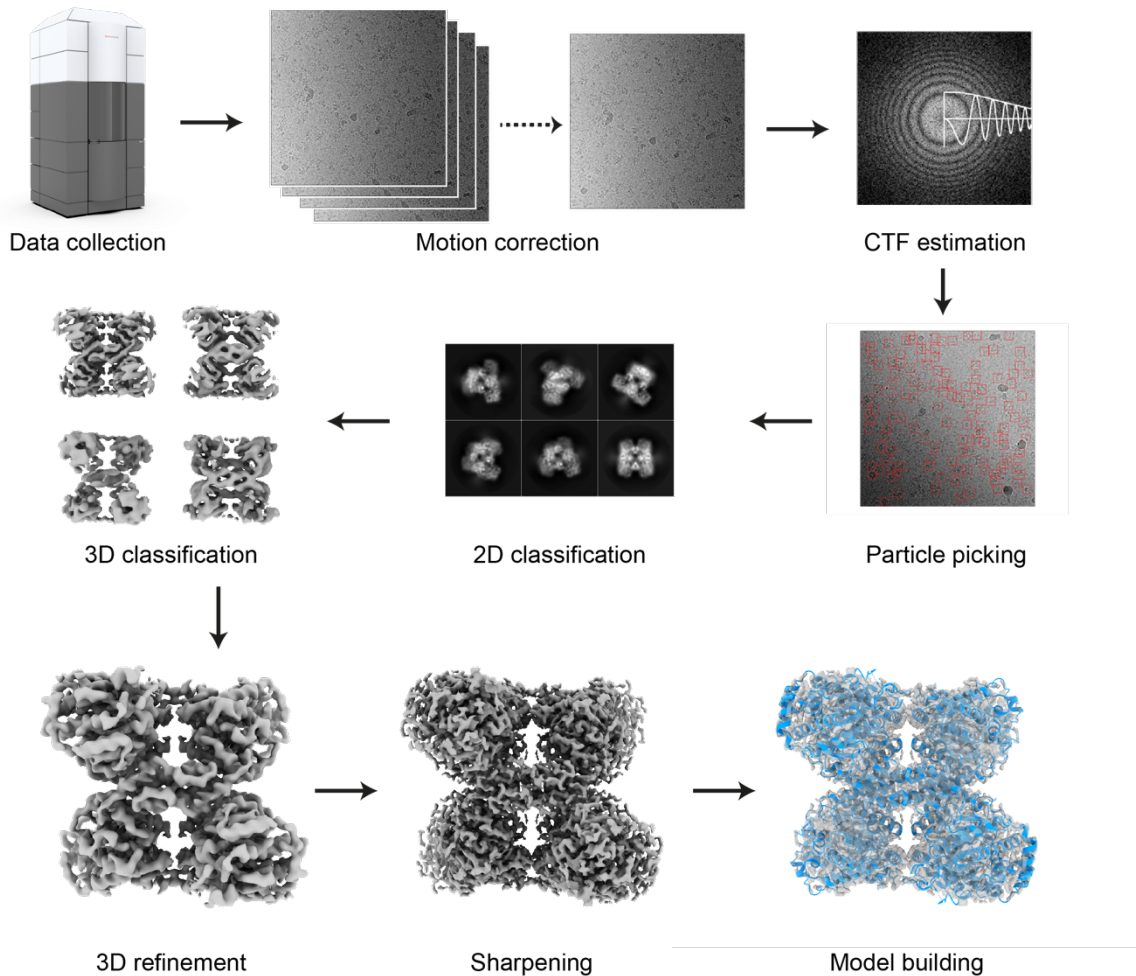 Data collection
Motion correction
CTF estimation
3D classification
2D classification
Particle picking
3D refinement
Sharpening
Model building